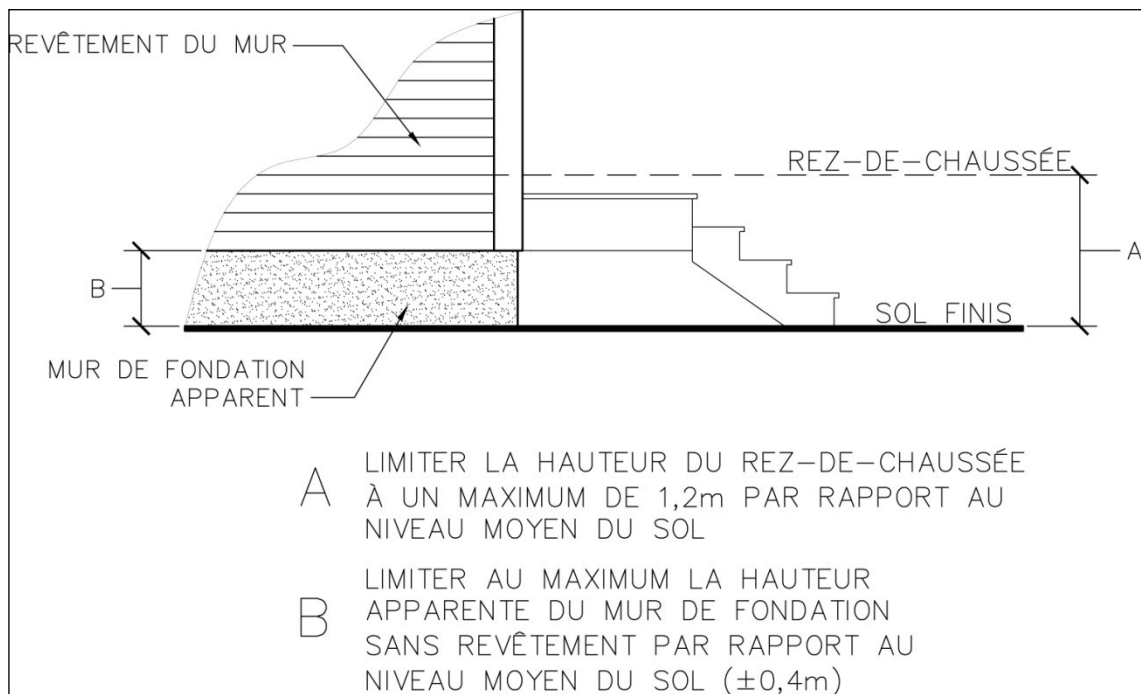 REVÊTEMENT DU MUR
REZ-DE-CHAUSSÉE
A
B
SOL FINIS
MUR DE FONDATION
APPARENT
A
LIMITER LA HAUTEUR DU REZ-DE-CHAUSSÉE
À UN MAXIMUM DE 1,2m PAR RAPPORT AU
NIVEAU MOYEN DU SOL
B
LIMITER AU MAXIMUM LA HAUTEUR
APPARENTE DU MUR DE FONDATION
SANS REVÊTEMENT PAR RAPPORT AU
NIVEAU MOYEN DU SOL (±0,4m)